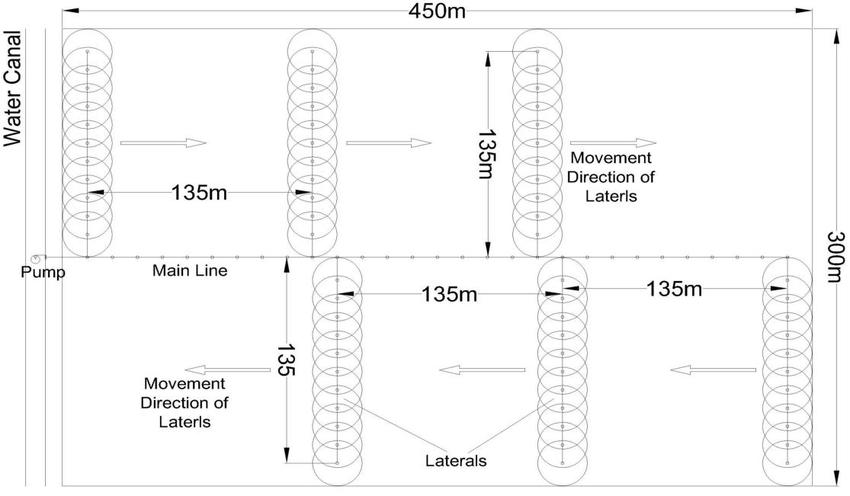 450m
Water Canal
135m
Movement
Direction of
Laterls
135m
300m
Pump
Main Line
135m
135m
135
Movement
Direction of
Laterls
Laterals